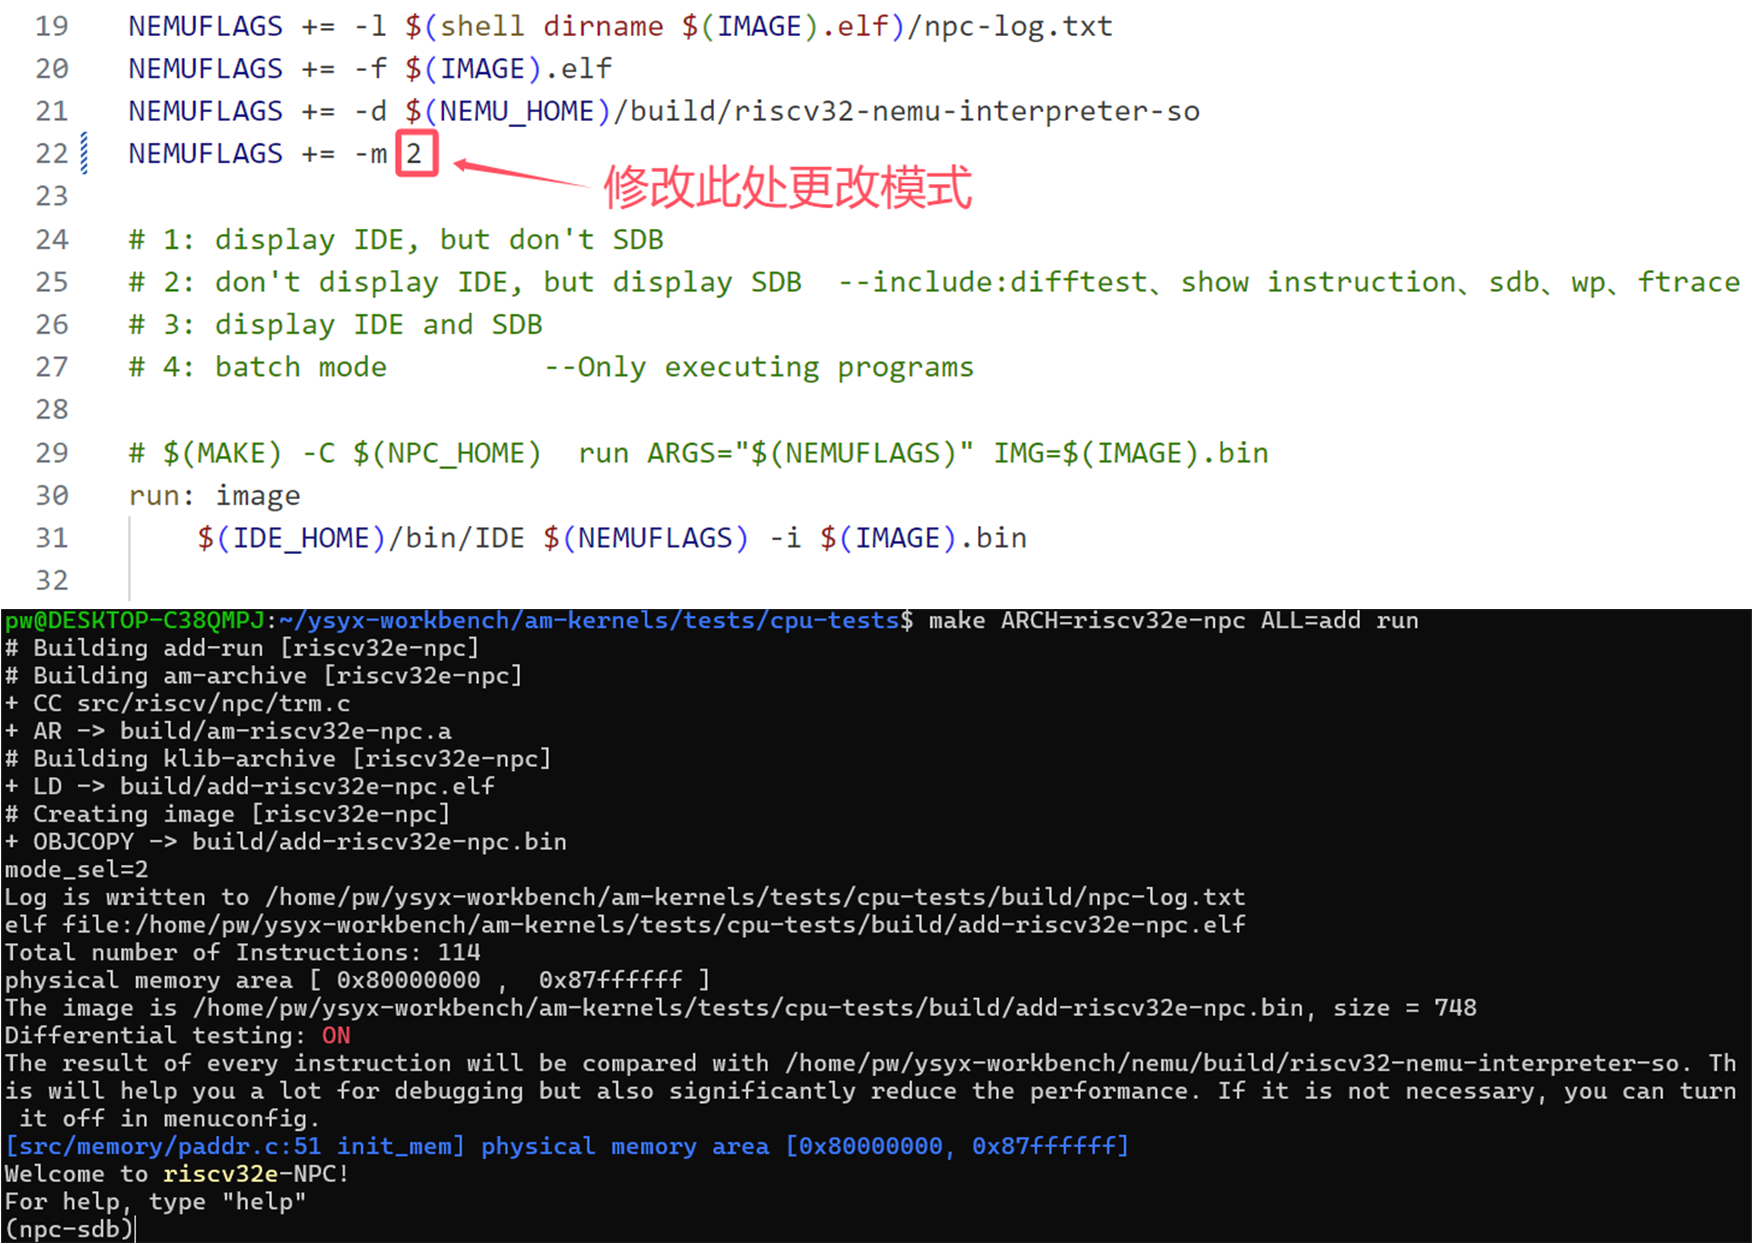 19 NEMUFLAGS += -l $(shell dirname $(IMAGE).elf)/npc-log.txt
20 NEMUFLAGS += -f $(IMAGE).elf
21 NEMUFLAGS += -d $(NEMU_HOME)/build/riscv32-nemu-interpreter-so
22 NEMUFLAGS += -m 2
修改此处更改模式
23
24 # 1: display IDE, but don't SDB
25 # 2: don't display IDE, but display SDB  --include:difftest、show instruction、sdb、wp、ftrace
26 # 3: display IDE and SDB
27 # 4: batch mode         --Only executing programs
28
29 # $(MAKE) -C $(NPC_HOME)  run ARGS="$(NEMUFLAGS)" IMG=$(IMAGE).bin
30 run: image
31     $(IDE_HOME)/bin/IDE $(NEMUFLAGS) -i $(IMAGE).bin
32
pw@DESKTOP-C38QMPJ:~/ysyx-workbench/am-kernels/tests/cpu-tests$ make ARCH=riscv32e-npc ALL=add run
# Building add-run [riscv32e-npc]
# Building am-archive [riscv32e-npc]
+ CC src/riscv/npc/trm.c
+ AR -> build/am-riscv32e-npc.a
# Building klib-archive [riscv32e-npc]
+ LD -> build/add-riscv32e-npc.elf
# Creating image [riscv32e-npc]
+ OBJCOPY -> build/add-riscv32e-npc.bin
mode_sel=2
Log is written to /home/pw/ysyx-workbench/am-kernels/tests/cpu-tests/build/npc-log.txt
elf file:/home/pw/ysyx-workbench/am-kernels/tests/cpu-tests/build/add-riscv32e-npc.elf
Total number of Instructions: 114
physical memory area [ 0x80000000 ,  0x87ffffff ]
The image is /home/pw/ysyx-workbench/am-kernels/tests/cpu-tests/build/add-riscv32e-npc.bin, size = 748
Differential testing: ON
The result of every instruction will be compared with /home/pw/ysyx-workbench/nemu/build/riscv32-nemu-interpreter-so. Th
is will help you a lot for debugging but also significantly reduce the performance. If it is not necessary, you can turn
 it off in menuconfig.
[src/memory/paddr.c:51 init_mem] physical memory area [0x80000000, 0x87ffffff]
Welcome to riscv32e-NPC!
For help, type "help"
(npc-sdb)